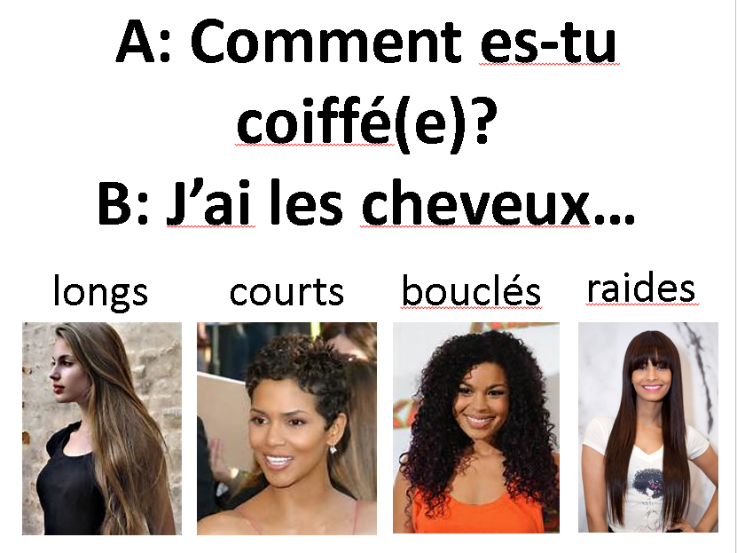 A: Comment es-tu
coiffé(e)?
B: J’ai les cheveux…
longs courts bouclés raides